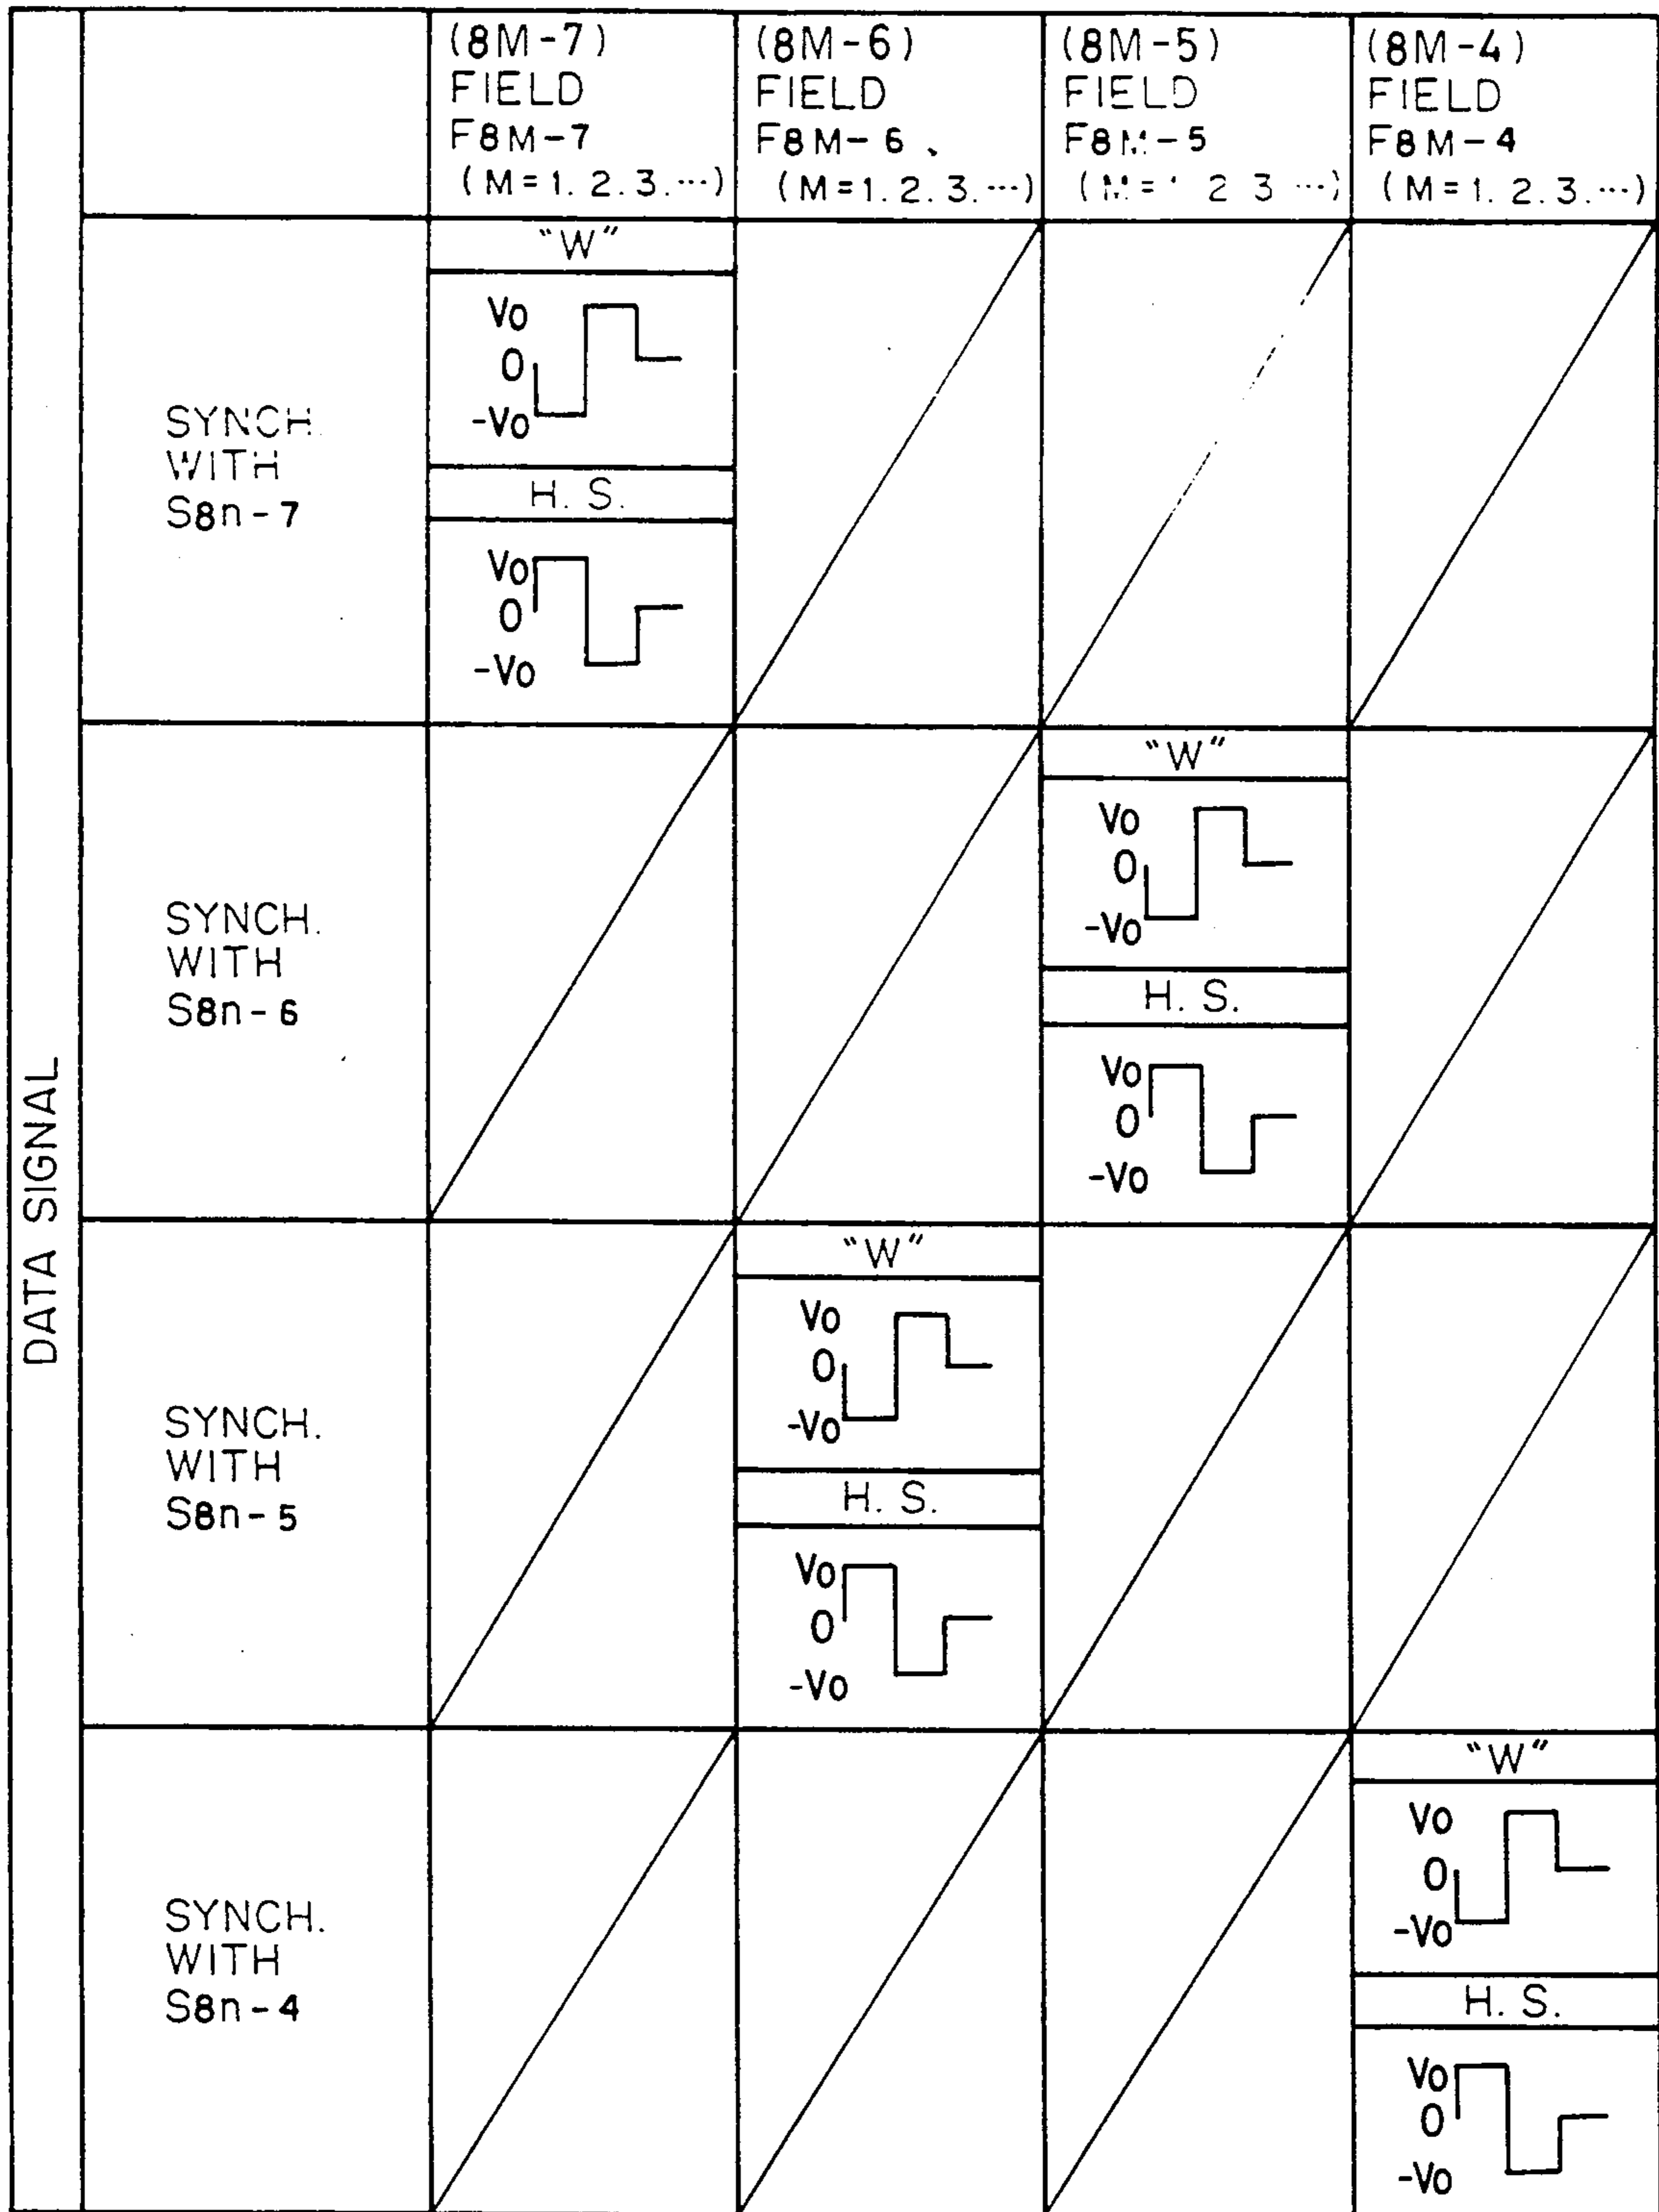 (8M-7)
FIELD
F8M-7
(M=1.2.3.…)
(8M-6)
FIELD
F8M-6
(M=1.2.3.…)
(8M-5)
FIELD
F8M-5
(M= 2 3 …)
(8M-4)
FIELD
F8M-4
(M=1.2.3.…)
DATA SIGNAL
SYNCH.
WITH
S8n-7
"W"
Vo
0
-Vo
H. S.
Vo
0
-Vo
SYNCH.
WITH
S8n-6
"W"
Vo
0
-Vo
H. S.
Vo
0
-Vo
SYNCH.
WITH
S8n-5
"W"
Vo
0
-Vo
H. S.
Vo
0
-Vo
SYNCH.
WITH
S8n-4
"W"
Vo
0
-Vo
H. S.
Vo
0
-Vo